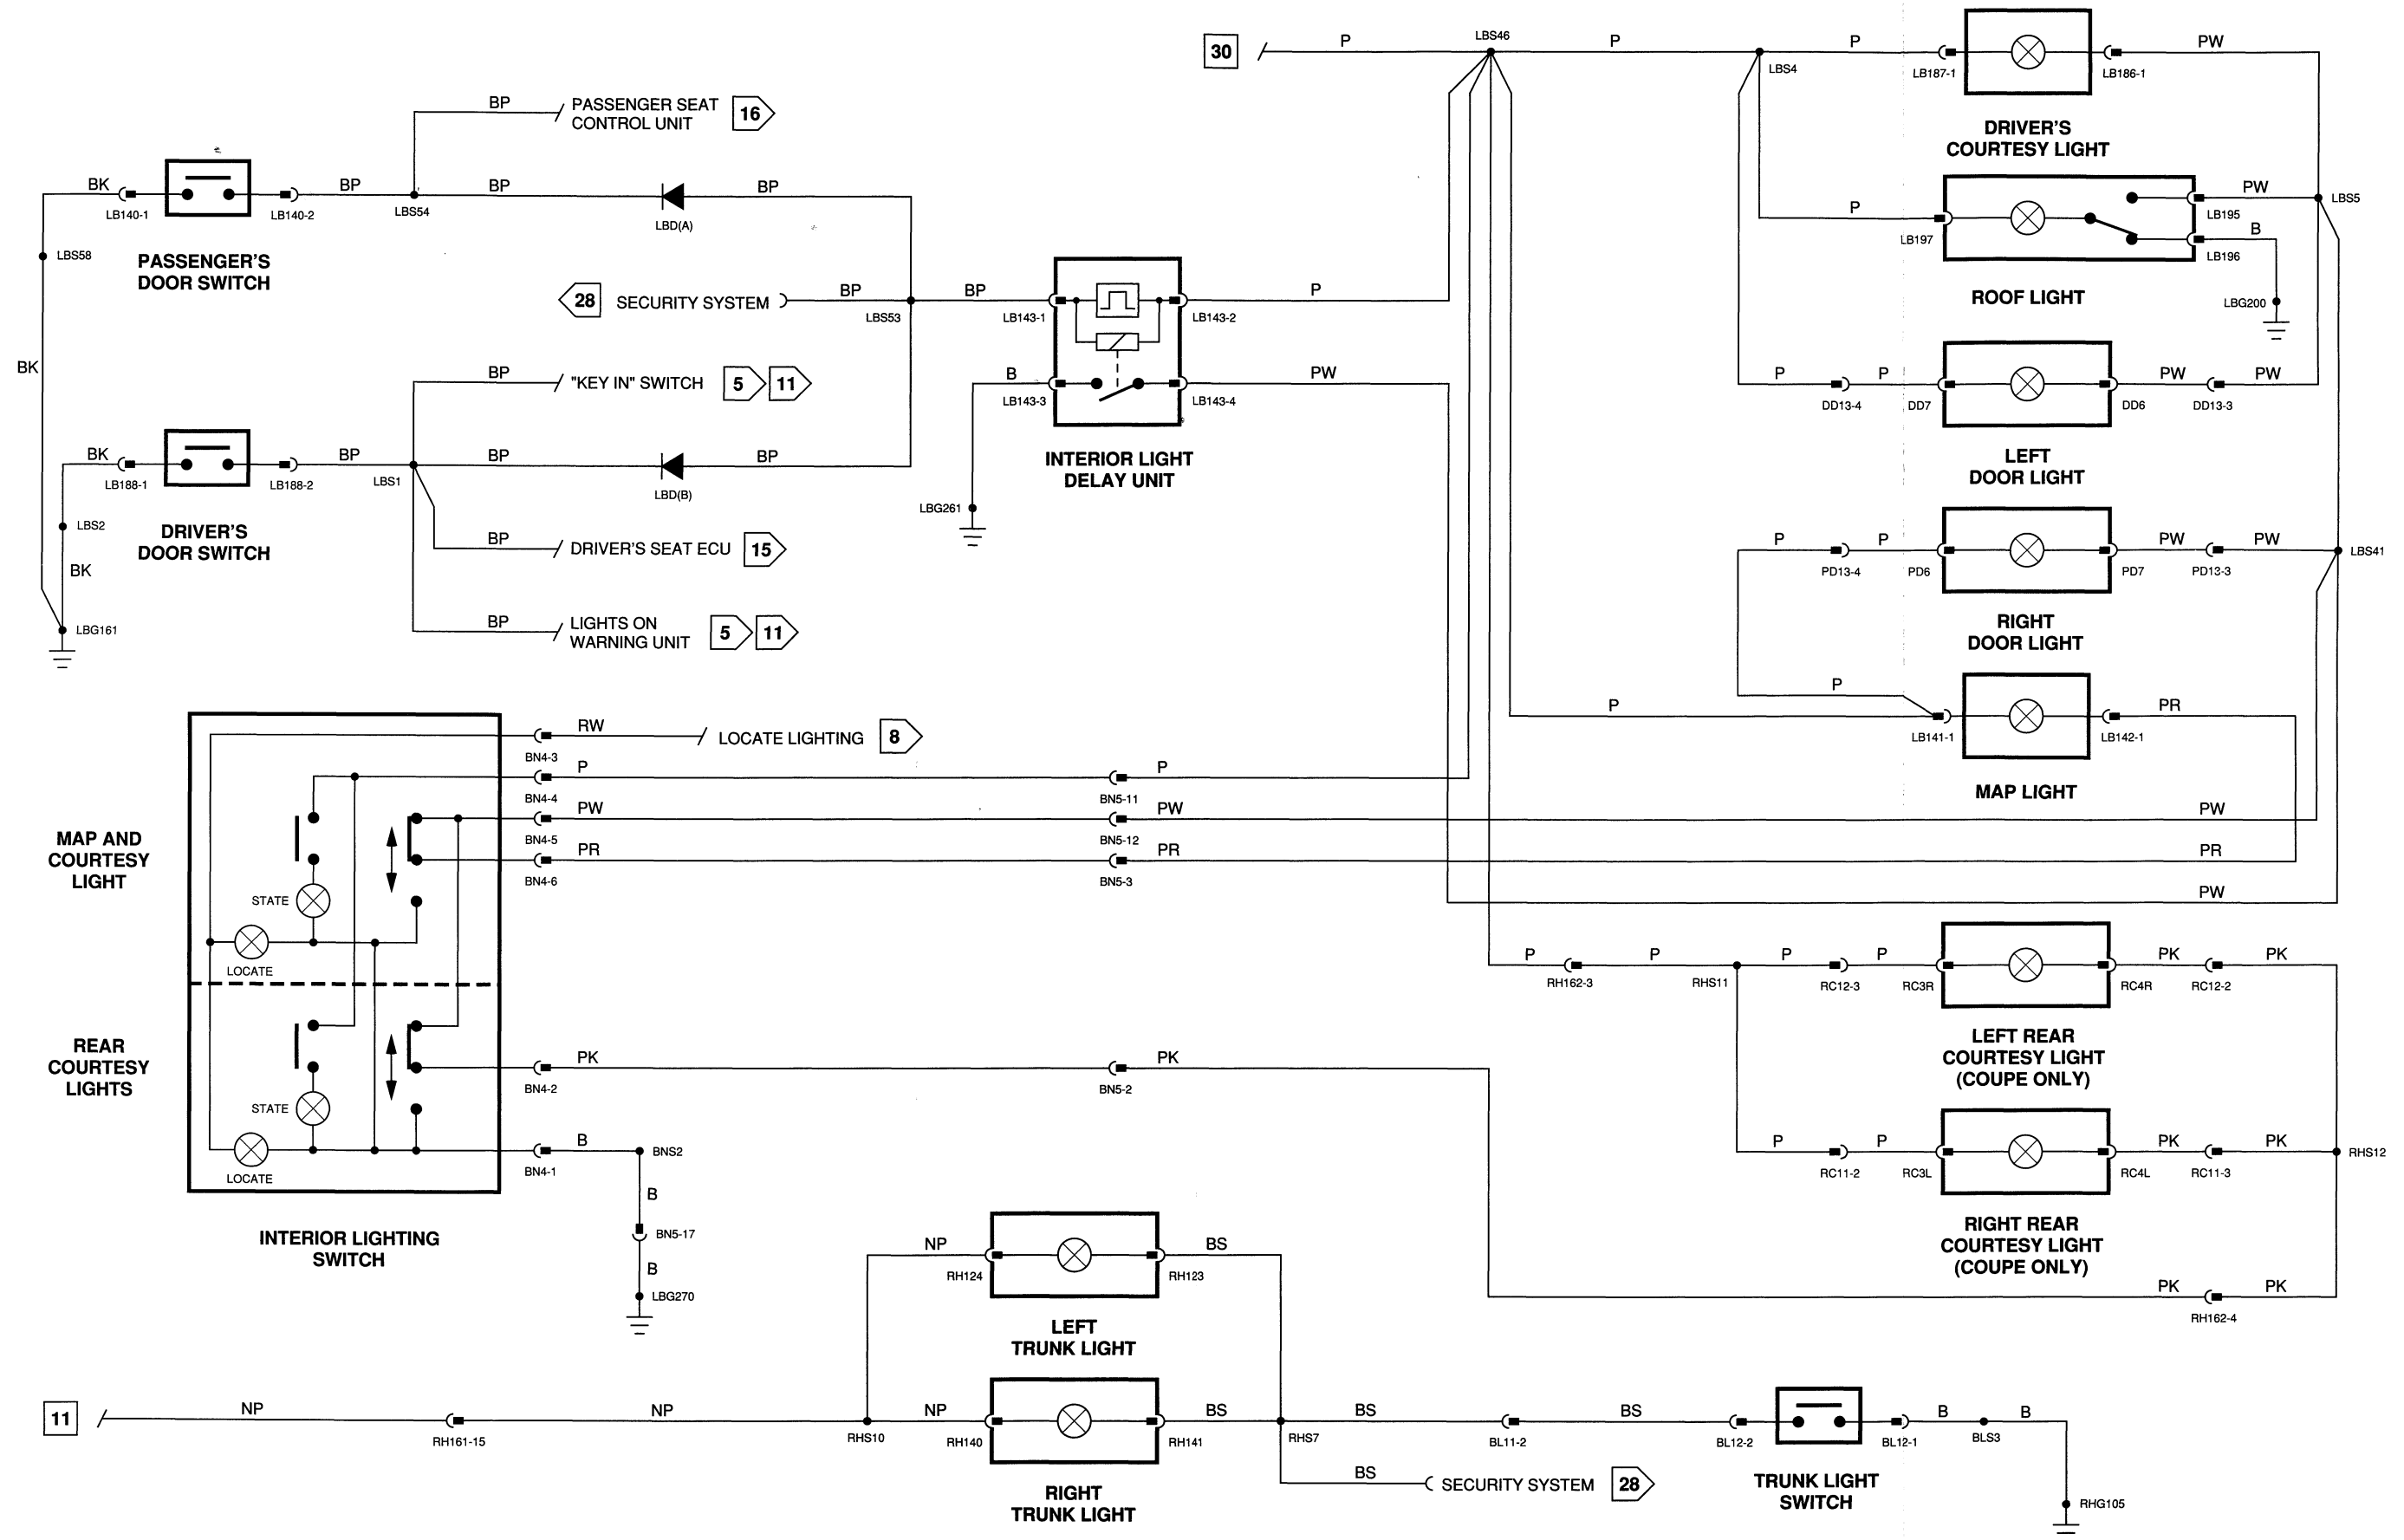 30
P
LBS46
P
P
LBS4
LB187-1
LB186-1
PW
DRIVER'S
COURTESY LIGHT
P
LB197
PW
LB195
LBS5
B
LB196
LBG200
ROOF LIGHT
P
DD13-4
P
DD7
DD6
PW
DD13-3
PW
LEFT
DOOR LIGHT
P
PD13-4
P
PD6
PD7
PW
PD13-3
PW
LBS41
RIGHT
DOOR LIGHT
P
P
LB141-1
LB142-1
PR
MAP LIGHT
BP
PASSENGER SEAT
CONTROL UNIT
16
BK
LB140-1
LB140-2
BP
LBS54
BP
LBD(A)
BP
LBS58
PASSENGER'S
DOOR SWITCH
28
SECURITY SYSTEM
BP
LBS53
BP
LB143-1
LB143-2
P
B
LB143-3
LB143-4
PW
INTERIOR LIGHT
DELAY UNIT
LBG261
BK
BP
"KEY IN" SWITCH
5
11
BK
LB188-1
LB188-2
BP
LBS1
BP
LBD(B)
BP
LBS2
DRIVER'S
DOOR SWITCH
BK
LBG161
BP
DRIVER'S SEAT ECU
15
BP
LIGHTS ON
WARNING UNIT
5
11
RW
BN4-3
LOCATE LIGHTING
8
P
BN4-4
BN5-11
P
PW
BN4-5
BN5-12
PW
PW
PR
BN4-6
BN5-3
PR
PR
PW
MAP AND
COURTESY
LIGHT
STATE
LOCATE
REAR
COURTESY
LIGHTS
STATE
LOCATE
PK
BN4-2
BN5-2
PK
B
BN4-1
BNS2
B
BN5-17
B
LBG270
INTERIOR LIGHTING
SWITCH
P
RH162-3
P
RHS11
P
RC12-3
P
RC3R
RC4R
PK
RC12-2
PK
LEFT REAR
COURTESY LIGHT
(COUPE ONLY)
P
RC11-2
P
RC3L
RC4L
PK
RC11-3
PK
RHS12
RIGHT REAR
COURTESY LIGHT
(COUPE ONLY)
PK
RH162-4
PK
NP
RH124
RH123
BS
LEFT
TRUNK LIGHT
11
NP
RH161-15
NP
RHS10
NP
RH140
RH141
BS
RHS7
BS
BL11-2
BS
BL12-2
BL12-1
B
BLS3
B
RIGHT
TRUNK LIGHT
BS
SECURITY SYSTEM
28
TRUNK LIGHT
SWITCH
RHG105